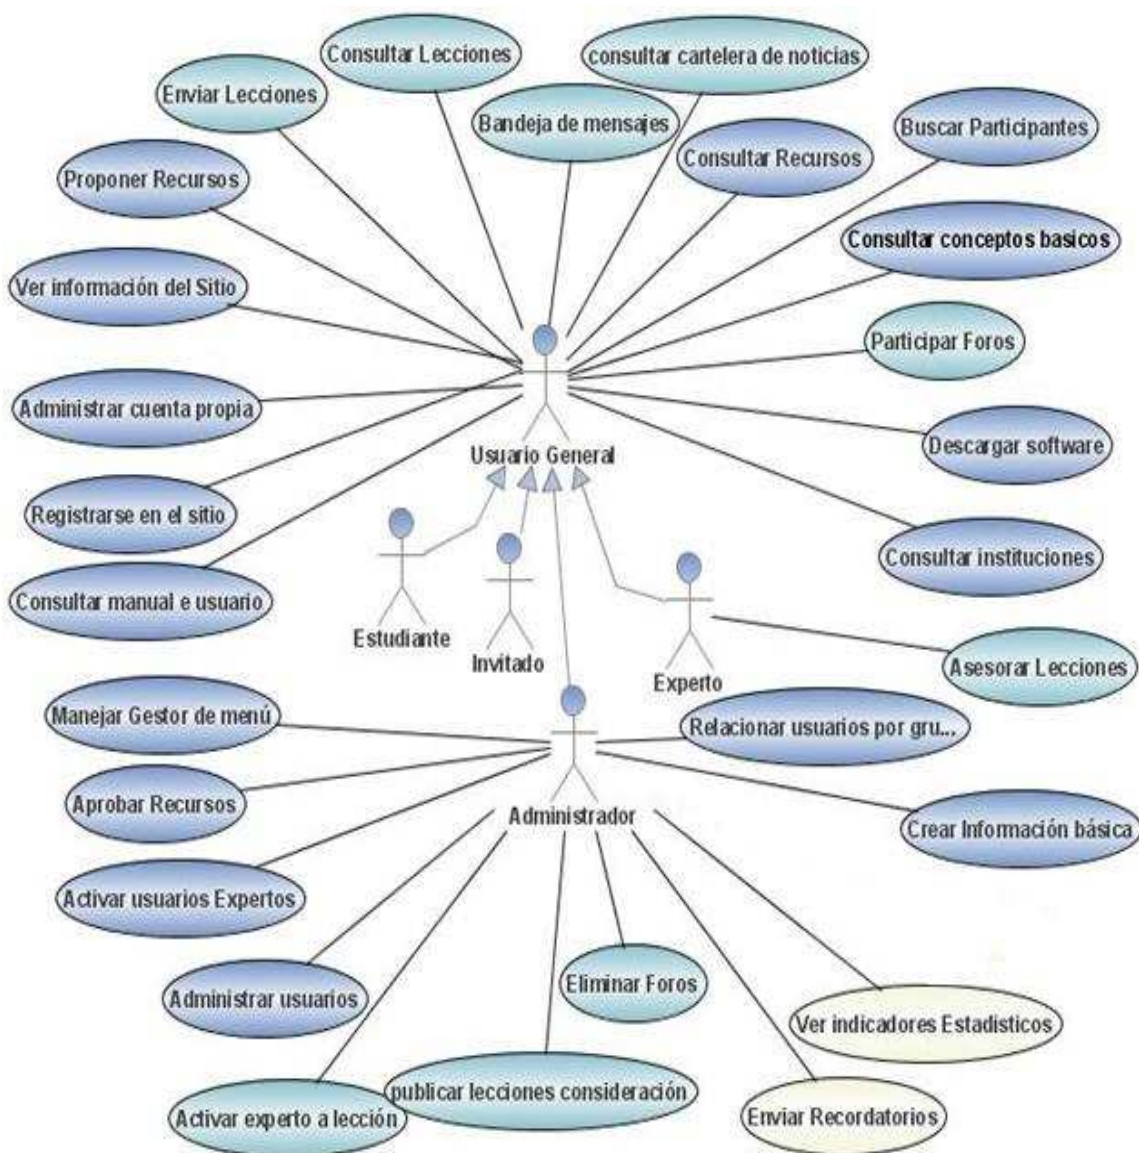 Consultar Lecciones
consultar cartelera de noticias
Enviar Lecciones
Bandeja de mensajes
Buscar Participantes
Consultar Recursos
Proponer Recursos
Consultar conceptos basicos
Ver información del Sitio
Participar Foros
Administrar cuenta propia
Descargar software
Usuario General
Registrarse en el sitio
Consultar instituciones
Consultar manual e usuario
Estudiante
Invitado
Experto
Asesorar Lecciones
Manejar Gestor de menú
Relacionar usuarios por gru...
Aprobar Recursos
Administrador
Crear Información básica
Activar usuarios Expertos
Eliminar Foros
Administrar usuarios
Ver indicadores Estadisticos
publicar lecciones consideración
Activar experto a lección
Enviar Recordatorios